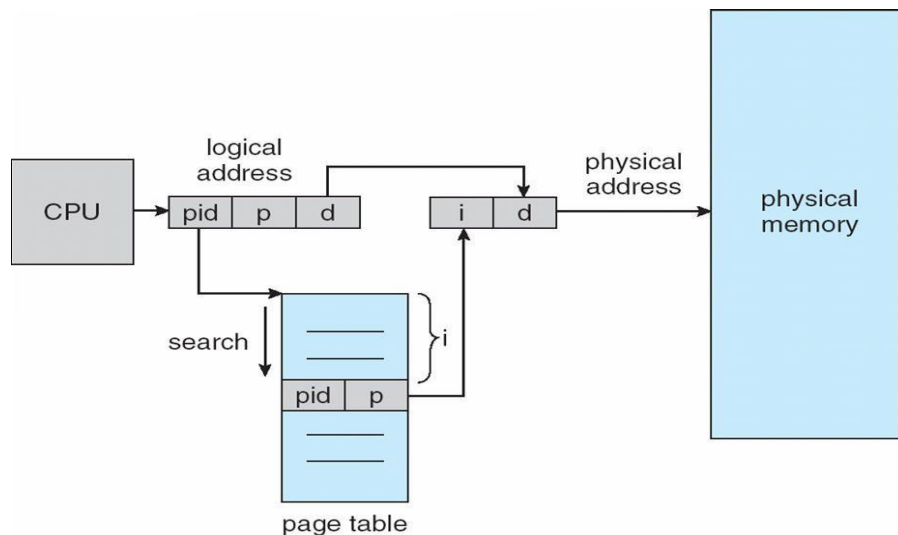 logical
address
physical
address
CPU
pid p d
i d
physical
memory
search
i
pid p
page table